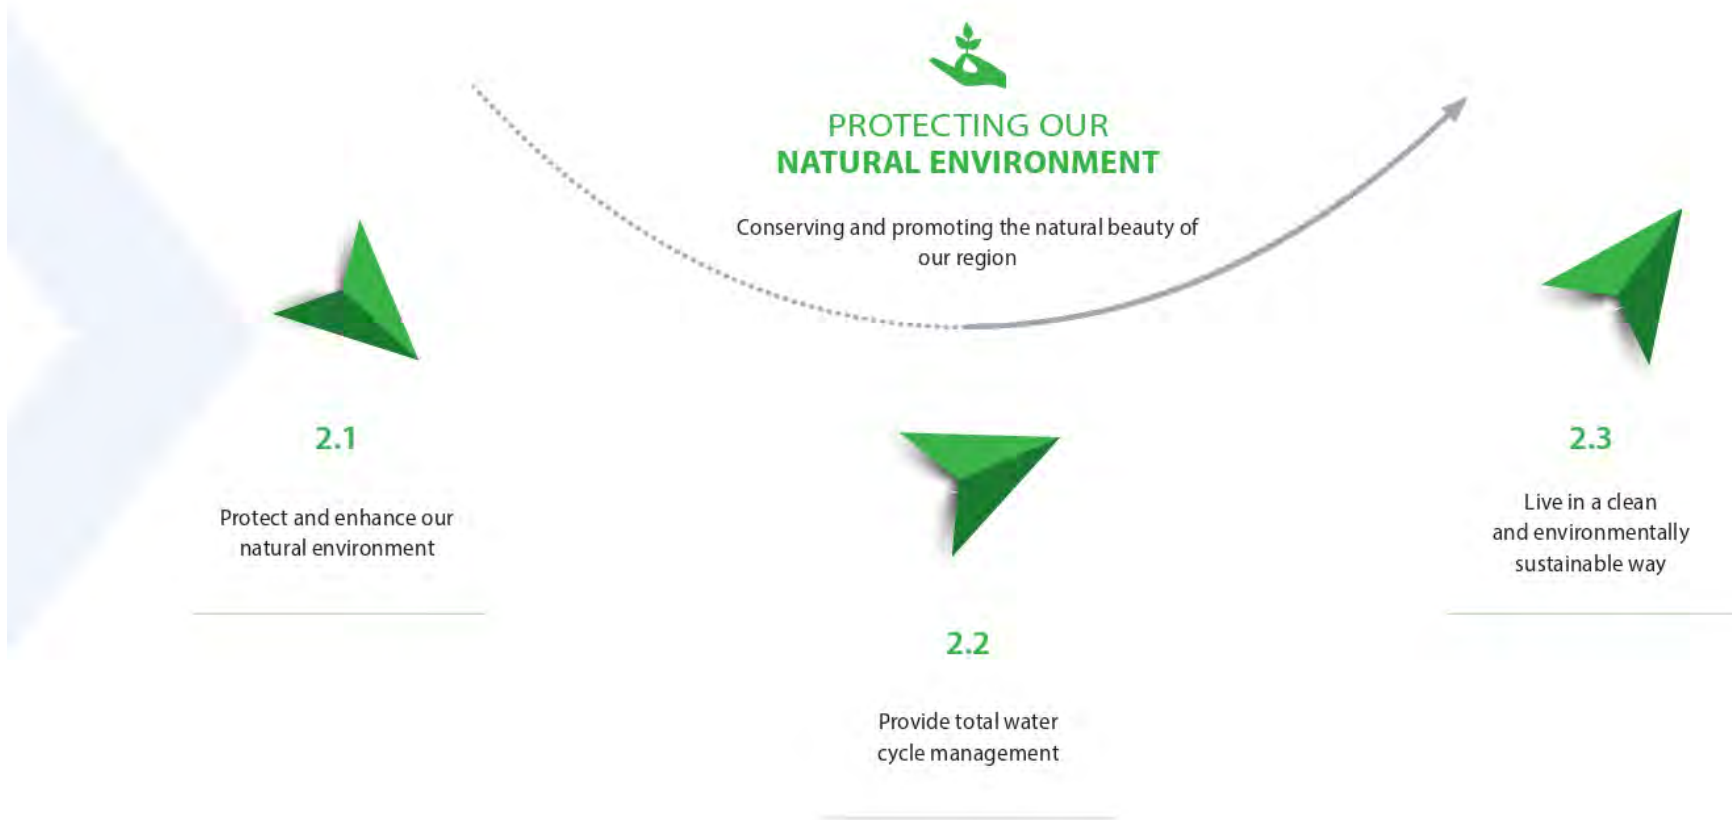 PROTECTING OUR
NATURAL ENVIRONMENT
Conserving and promoting the natural beauty of
our region
2.1
Protect and enhance our
natural environment
2.2
Provide total water
cycle management
2.3
Live in a clean
and environmentally
sustainable way